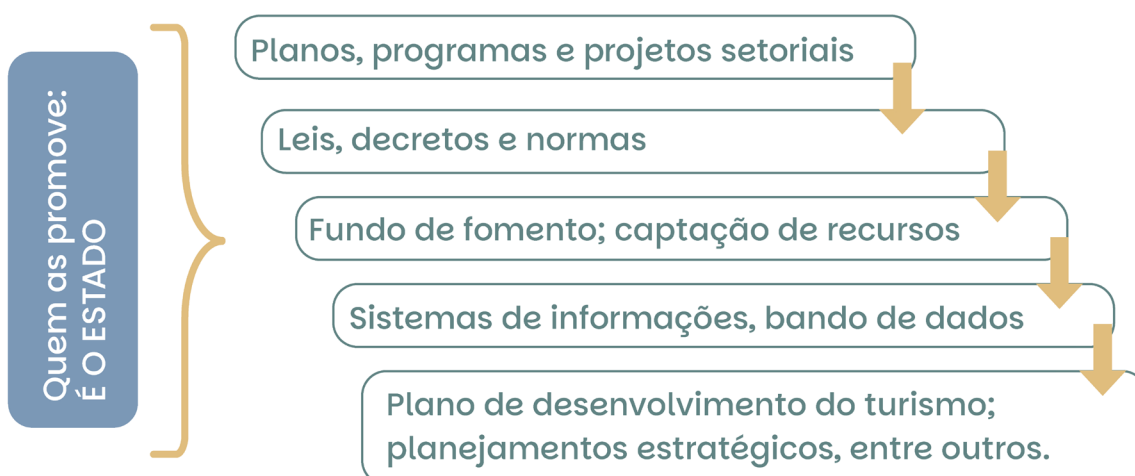 Quem as promove:
É O ESTADO
Planos, programas e projetos setoriais
Leis, decretos e normas
Fundo de fomento; captação de recursos
Sistemas de informações, bando de dados
Plano de desenvolvimento do turismo;
planejamentos estratégicos, entre outros.